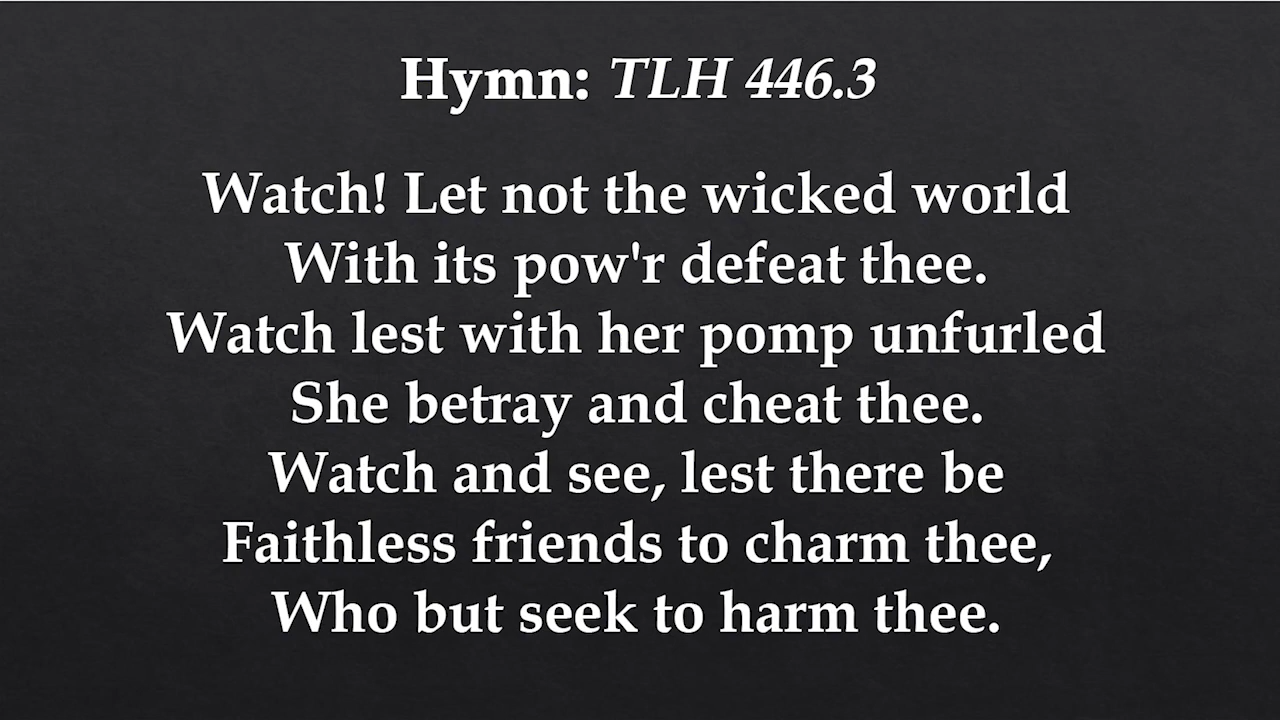 Hymn: TLH 446.3
Watch! Let not the wicked world
With its pow'r defeat thee.
Watch lest with her pomp unfurled
She betray and cheat thee.
Watch and see, lest there be
Faithless friends to charm thee,
Who but seek to harm thee.